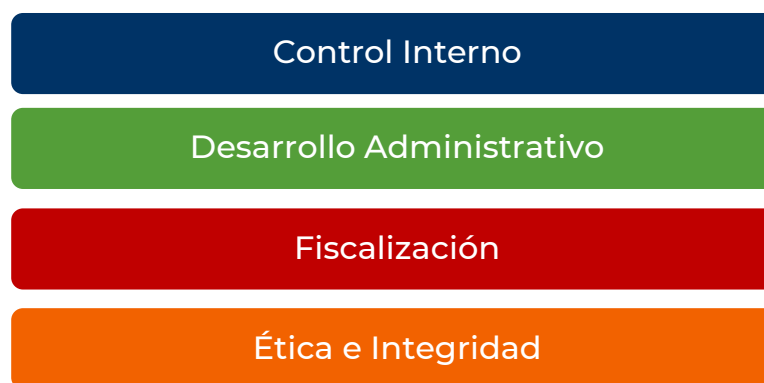 Control Interno
Desarrollo Administrativo
Fiscalización
Ética e Integridad